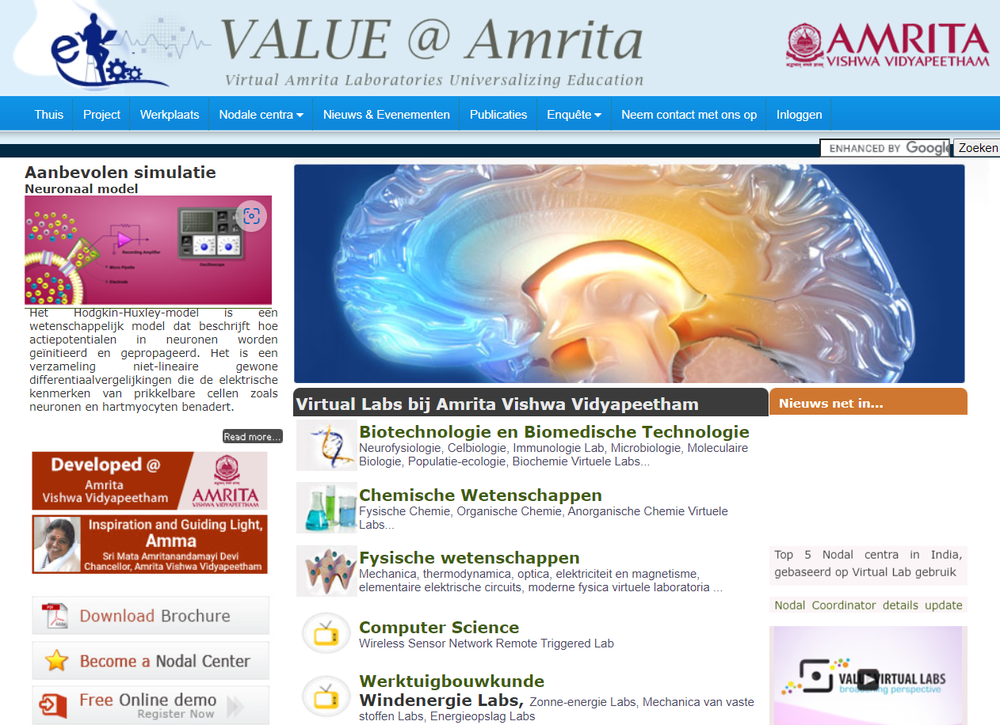 VALUE @ Amrita
Virtual Amrita Laboratories Universalizing Education
AMRITA
VISHWA VIDYAPEETHAM
Thuis
Project
Werkplaats
Nodale centra
Nieuws & Evenementen
Publicaties
Enquête
Neem contact met ons op
Inloggen
ENHANCED BY Google
Zoeken
Aanbevolen simulatie
Neuronaal model
Recording Amplifier
Micro Pipette
Electrode
Oscilloscope
Het Hodgkin-Huxley-model is een
wetenschappelijk model dat beschrijft hoe
actiepotentialen in neuronen worden
geïnitieerd en gepropageerd. Het is een
verzameling niet-lineaire gewone
differentiaalvergelijkingen die de elektrische
kenmerken van prikkelbare cellen zoals
neuronen en hartmyocyten benadert.
Read more...
Developed @
Amrita
Vishwa Vidyapeetham
AMRITA
VISHWA VIDYAPEETHAM
Inspiration and Guiding Light,
Amma
Sri Mata Amritanandamayi Devi
Chancellor, Amrita Vishwa Vidyapeetham
Download Brochure
Become a Nodal Center
Free Online demo
Register Now
Virtual Labs bij Amrita Vishwa Vidyapeetham
Biotechnologie en Biomedische Technologie
Neurofysiologie, Celbiologie, Immunologie Lab, Microbiologie, Moleculaire
Biologie, Populatie-ecologie, Biochemie Virtuele Labs...
Chemische Wetenschappen
Fysische Chemie, Organische Chemie, Anorganische Chemie Virtuele
Labs...
Fysische wetenschappen
Mechanica, thermodynamica, optica, elektriciteit en magnetisme,
elementaire elektrische circuits, moderne fysica virtuele laboratoria ...
Computer Science
Wireless Sensor Network Remote Triggered Lab
Werktuigbouwkunde
Windenergie Labs, Zonne-energie Labs, Mechanica van vaste
stoffen Labs, Energieopslag Labs
Nieuws net in...
Top 5 Nodal centra in India,
gebaseerd op Virtual Lab gebruik
Nodal Coordinator details update
VALUE VIRTUAL LABS
broadening perspective